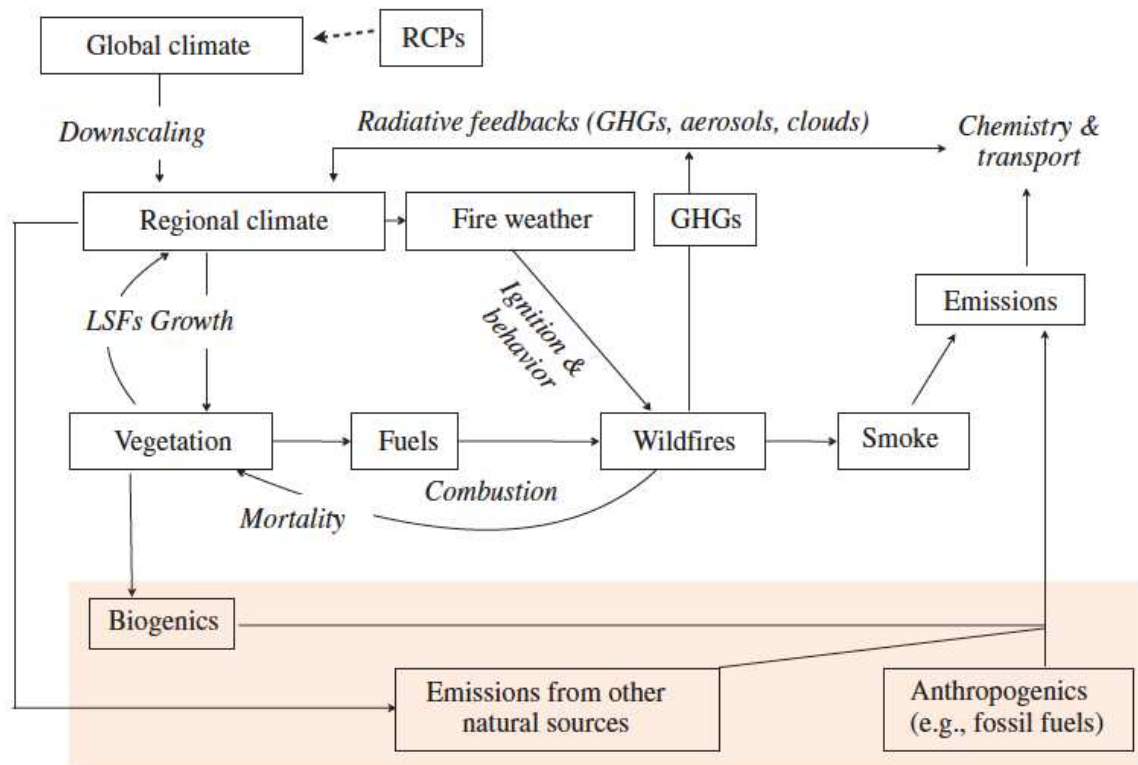 Global climate
RCPs
Downscaling
Radiative feedbacks (GHGs, aerosols, clouds)
Chemistry &
transport
Regional climate
Fire weather
GHGs
Ignition &
behavior
Emissions
LSFs Growth
Vegetation
Fuels
Wildfires
Smoke
Combustion
Mortality
Biogenics
Emissions from other
natural sources
Anthropogenics
(e.g., fossil fuels)